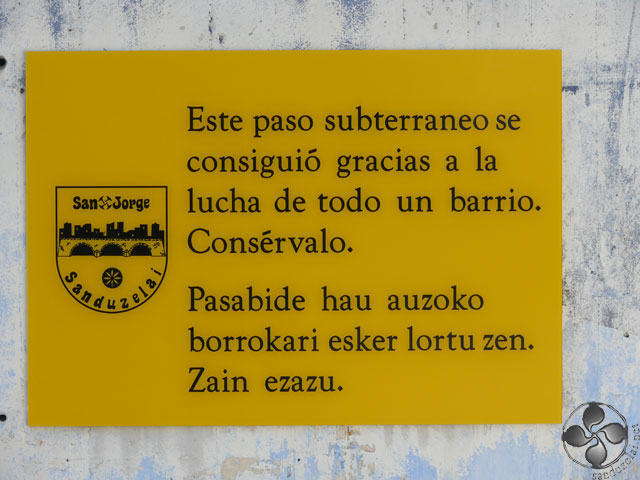 Este paso subterraneo se
consiguió gracias a la
lucha de todo un barrio.
Consérvalo.
Pasabide hau auzoko
borrokari esker lortu zen.
Zain ezazu.
San Jorge
Sanduzelai
sanduzelai.net